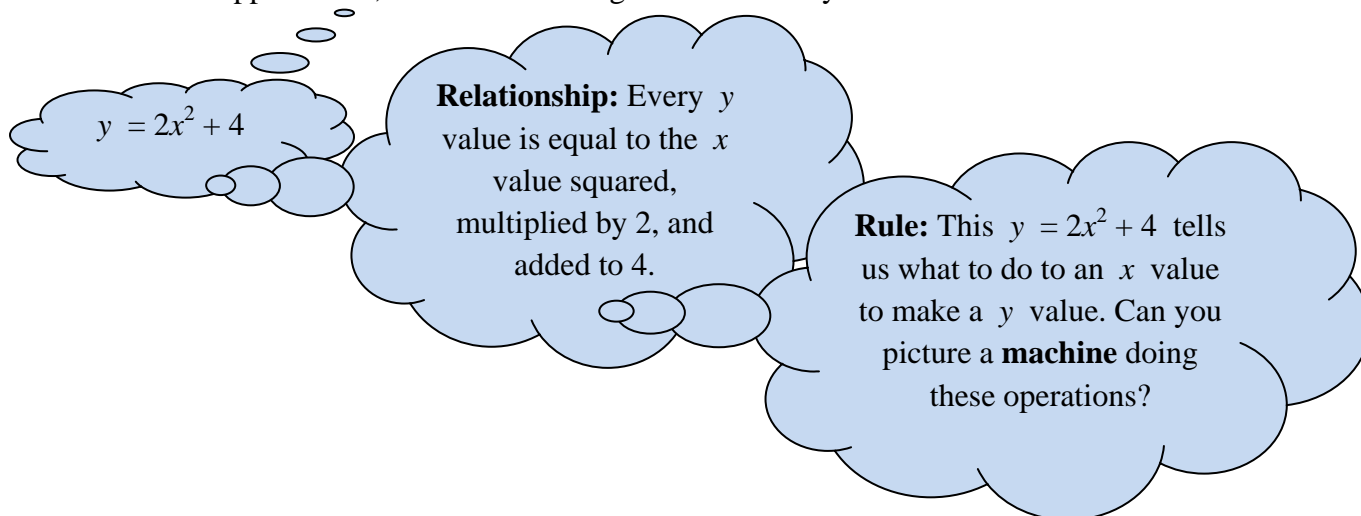 y = 2x² + 4
Relationship: Every y
value is equal to the x
value squared,
multiplied by 2, and
added to 4.
Rule: This y = 2x² + 4 tells
us what to do to an x value
to make a y value. Can you
picture a machine doing
these operations?